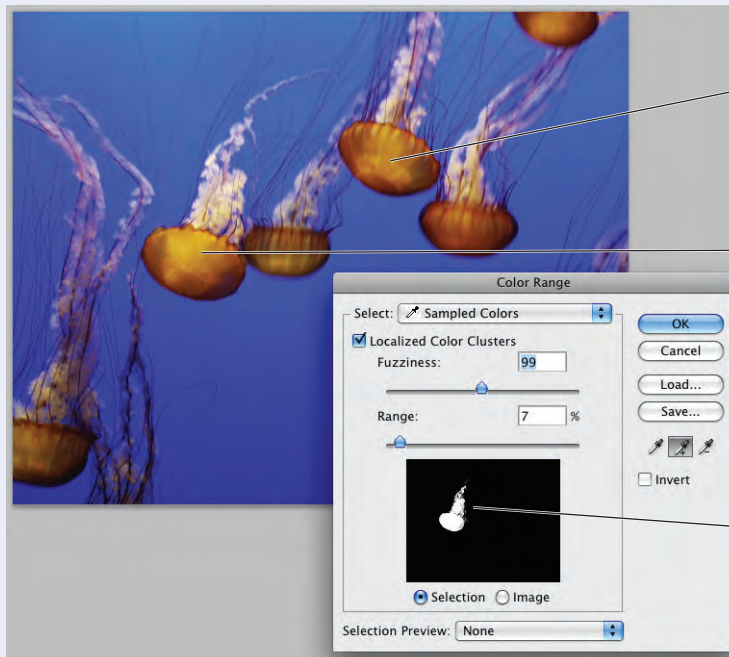 Color Range
Select: Sampled Colors
Localized Color Clusters
Fuzziness: 99
Range: 7 %
Selection Image
Selection Preview: None
OK
Cancel
Load...
Save...
Invert